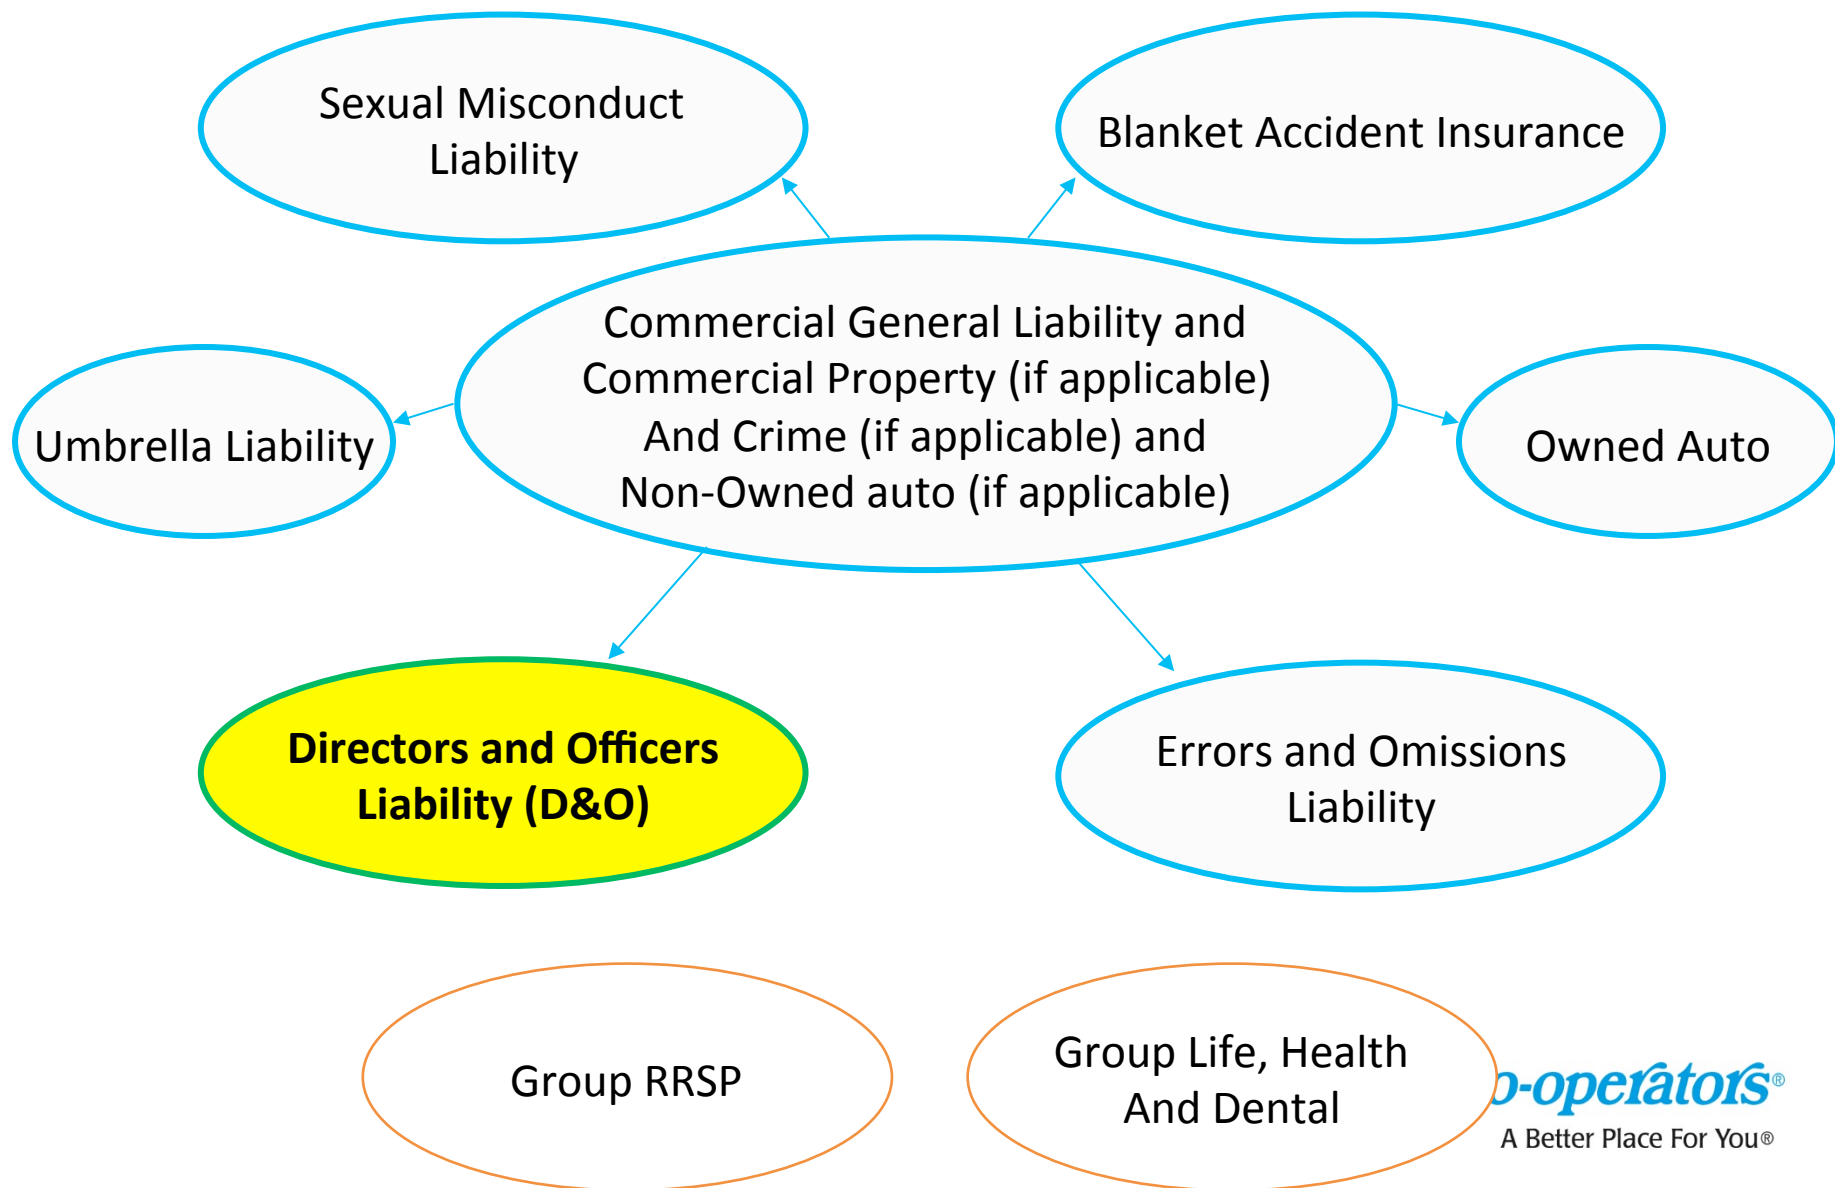 Sexual Misconduct
Liability
Blanket Accident Insurance
Commercial General Liability and
Commercial Property (if applicable)
And Crime (if applicable) and
Non-Owned auto (if applicable)
Umbrella Liability
Owned Auto
Directors and Officers
Liability (D&O)
Errors and Omissions
Liability
Group RRSP
Group Life, Health
And Dental
o-operators®
A Better Place For You®